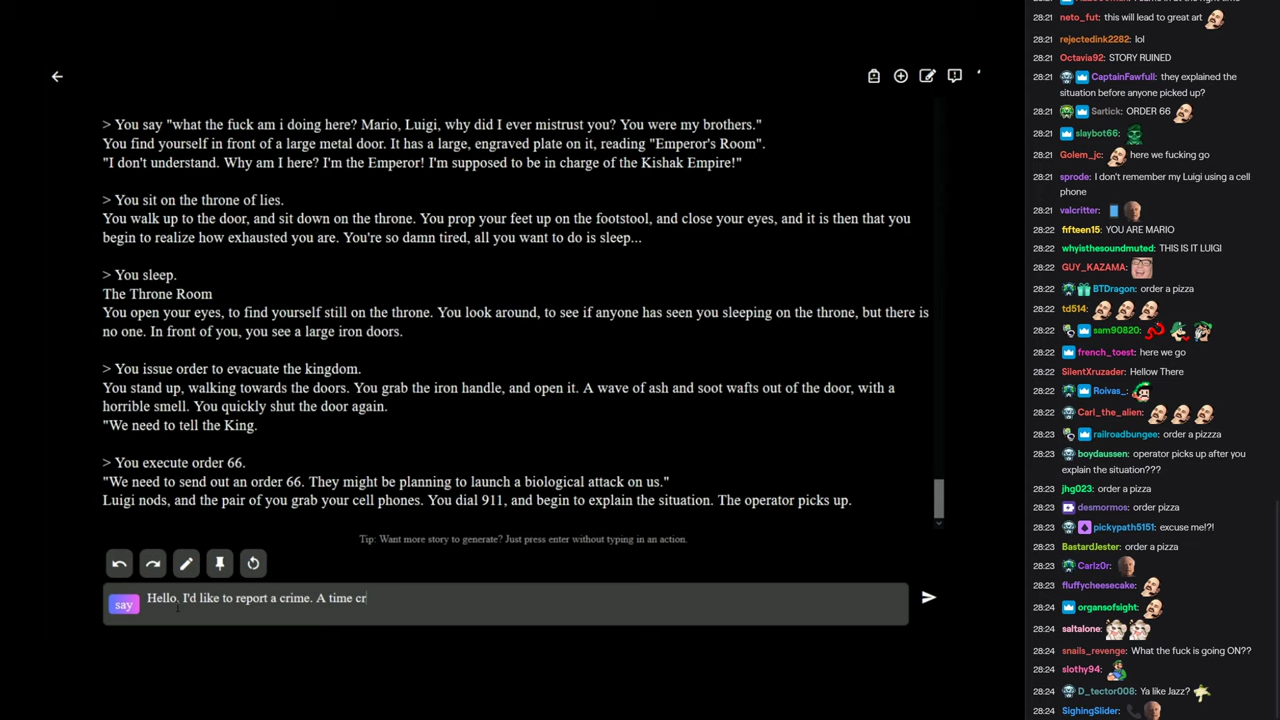 > You say "what the fuck am i doing here? Mario, Luigi, why did I ever mistrust you? You were my brothers."
You find yourself in front of a large metal door. It has a large, engraved plate on it, reading "Emperor's Room".
"I don't understand. Why am I here? I'm the Emperor! I'm supposed to be in charge of the Kishak Empire!"
> You sit on the throne of lies.
You walk up to the door, and sit down on the throne. You prop your feet up on the footstool, and close your eyes, and it is then that you
begin to realize how exhausted you are. You're so damn tired, all you want to do is sleep...
> You sleep.
The Throne Room
You open your eyes, to find yourself still on the throne. You look around, to see if anyone has seen you sleeping on the throne, but there is
no one. In front of you, you see a large iron doors.
> You issue order to evacuate the kingdom.
You stand up, walking towards the doors. You grab the iron handle, and open it. A wave of ash and soot wafts out of the door, with a
horrible smell. You quickly shut the door again.
"We need to tell the King.
> You execute order 66.
"We need to send out an order 66. They might be planning to launch a biological attack on us."
Luigi nods, and the pair of you grab your cell phones. You dial 911, and begin to explain the situation. The operator picks up.
Tip: Want more story to generate? Just press enter without typing in an action.
say Hello. I'd like to report a crime. A time cr
28:21 neto_fut: this will lead to great art
28:21 rejectedink2282: lol
28:21 Octavia92: STORY RUINED
28:21 CaptainFawfull: they explained the
situation before anyone picked up?
28:21 Sartick: ORDER 66
28:21 slaybot66:
28:21 Golem_jc: here we fucking go
28:21 sprode: I don't remember my Luigi using a cell
phone
28:21 valcritter:
28:22 fifteen15: YOU ARE MARIO
28:22 whyisthesoundmuted: THIS IS IT LUIGI
28:22 GUY_KAZAMA:
28:22 BTDragon: order a pizza
28:22 td514:
28:22 sam90820:
28:22 french_toest: here we go
28:22 SilentXruzader: Hellow There
28:22 Roivas_:
28:22 Carl_the_alien:
28:23 railroadbungee: order a pizzza
28:23 boydaussen: operator picks up after you
explain the situation???
28:23 jhg023: order a pizza
28:23 desmormos: order pizza
28:23 pickypath5151: excuse me!?!
28:23 BastardJester: order a pizza
28:23 Carlz0r:
28:23 fluffycheesecake:
28:24 organsofsight:
28:24 saltalone:
28:24 snails_revenge: What the fuck is going ON??
28:24 slothy94:
28:24 D_tector008: Ya like Jazz?
28:24 SighingSlider: